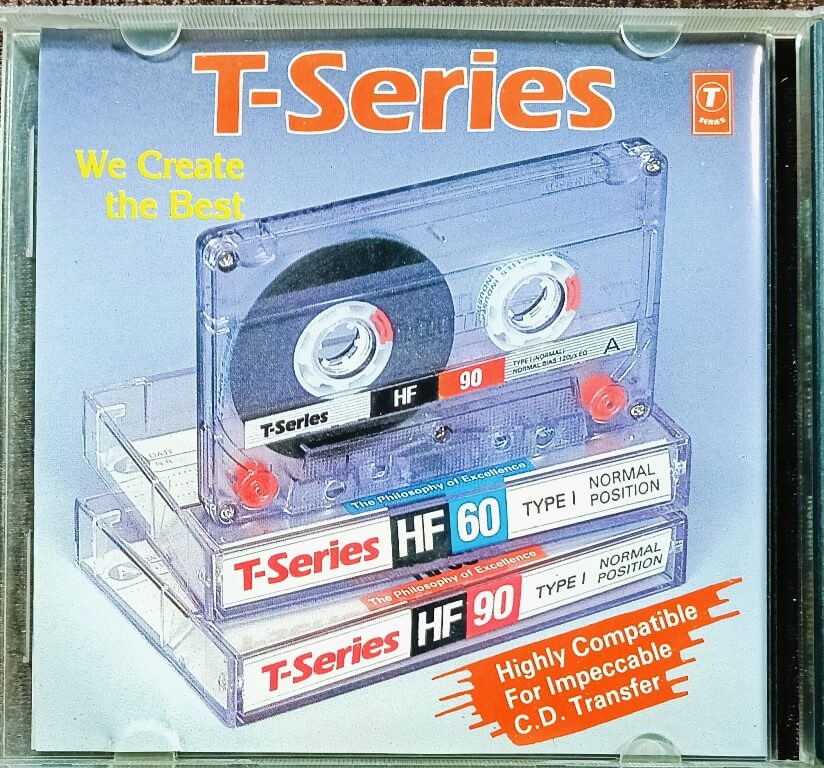 T-Series
T
SERIES
We Create
the Best
TYPE I (NORMAL)
NORMAL BIAS 120µs EQ
A
T-Series HF 90
DATE
N.R
The Philosophy of Excellence
T-Series HF 60 TYPE I NORMAL POSITION
The Philosophy of Excellence
T-Series HF 90 TYPE I NORMAL POSITION
Highly Compatible
For Impeccable
C.D. Transfer